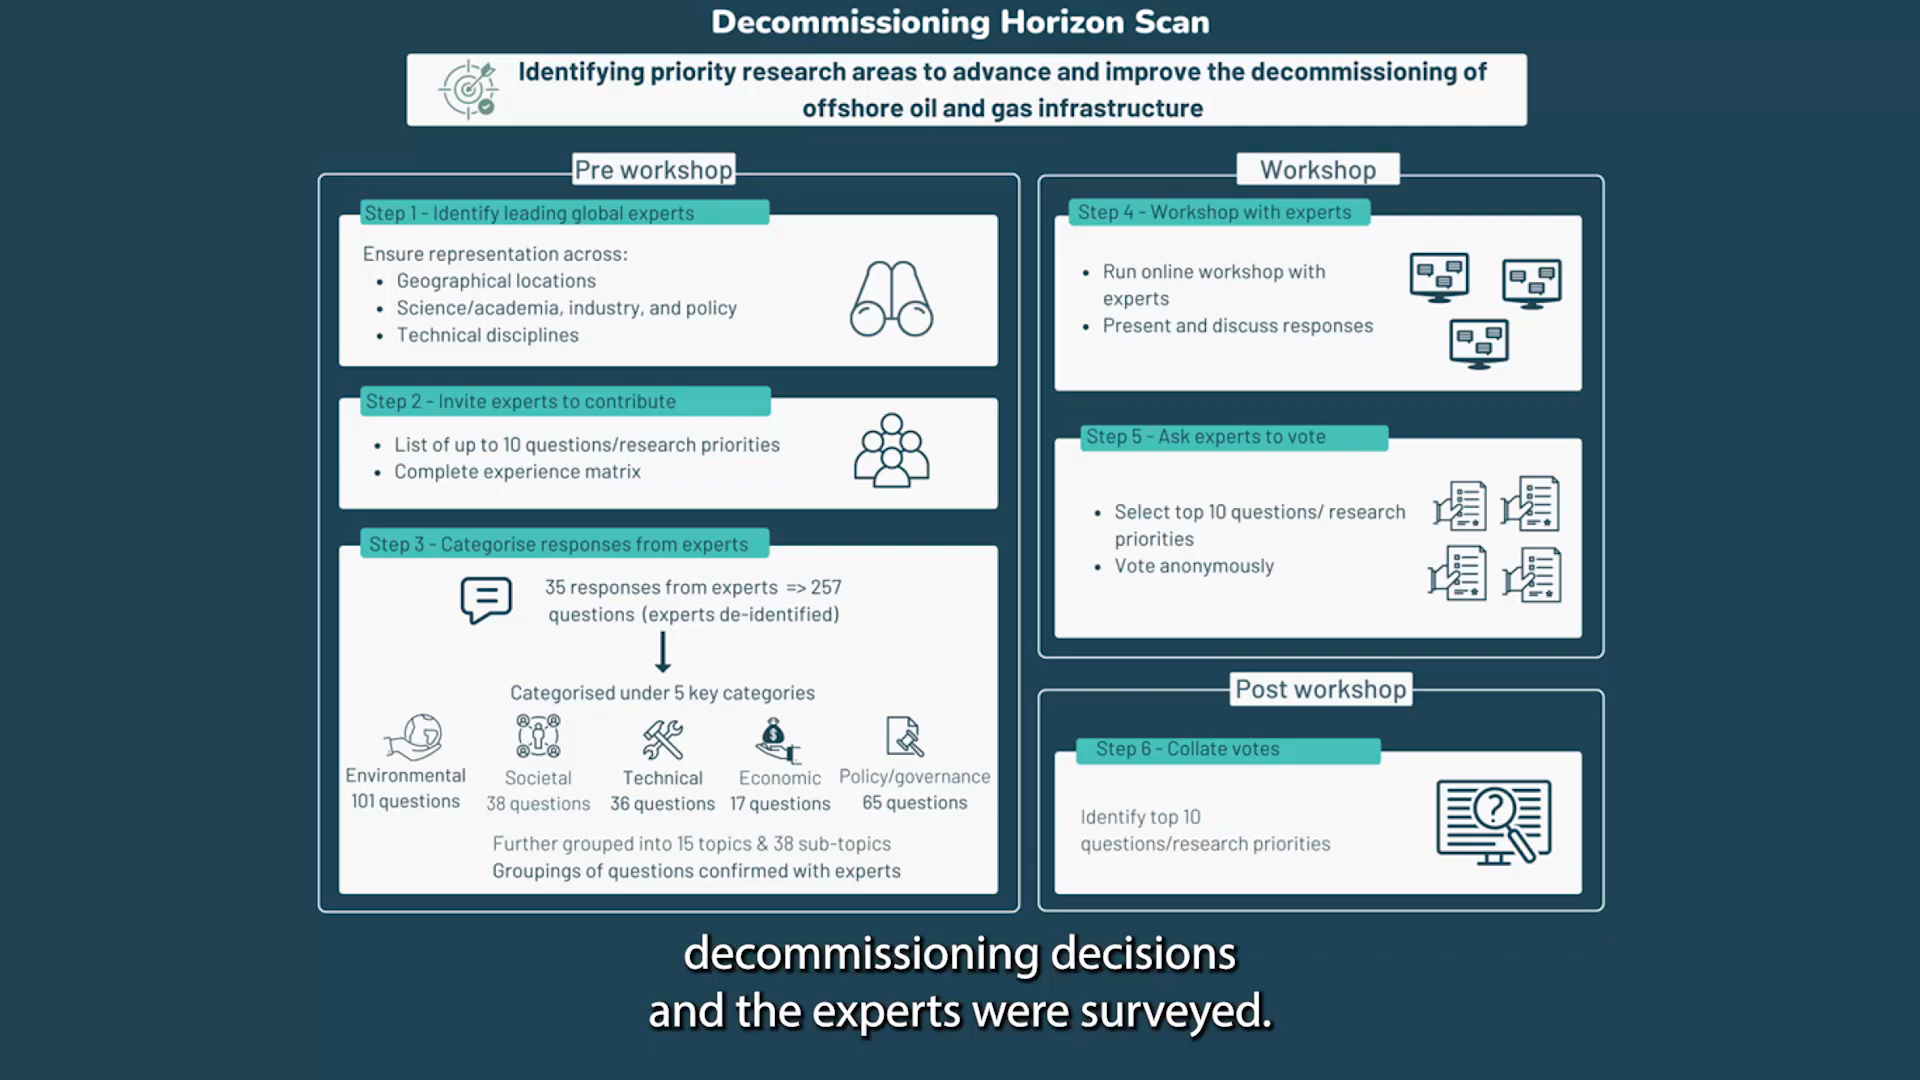 Decommissioning Horizon Scan
Identifying priority research areas to advance and improve the decommissioning of
offshore oil and gas infrastructure
Pre workshop
Step 1 - Identify leading global experts
Ensure representation across:
• Geographical locations
• Science/academia, industry, and policy
• Technical disciplines
Step 2 - Invite experts to contribute
• List of up to 10 questions/research priorities
• Complete experience matrix
Step 3 - Categorise responses from experts
35 responses from experts => 257
questions (experts de-identified)
Categorised under 5 key categories
Environmental
101 questions
Societal
38 questions
Technical
36 questions
Economic
17 questions
Policy/governance
65 questions
Further grouped into 15 topics & 38 sub-topics
Groupings of questions confirmed with experts
Workshop
Step 4 - Workshop with experts
• Run online workshop with
experts
• Present and discuss responses
Step 5 - Ask experts to vote
• Select top 10 questions/ research
priorities
• Vote anonymously
Post workshop
Step 6 - Collate votes
Identify top 10
questions/research priorities
decommissioning decisions
and the experts were surveyed.